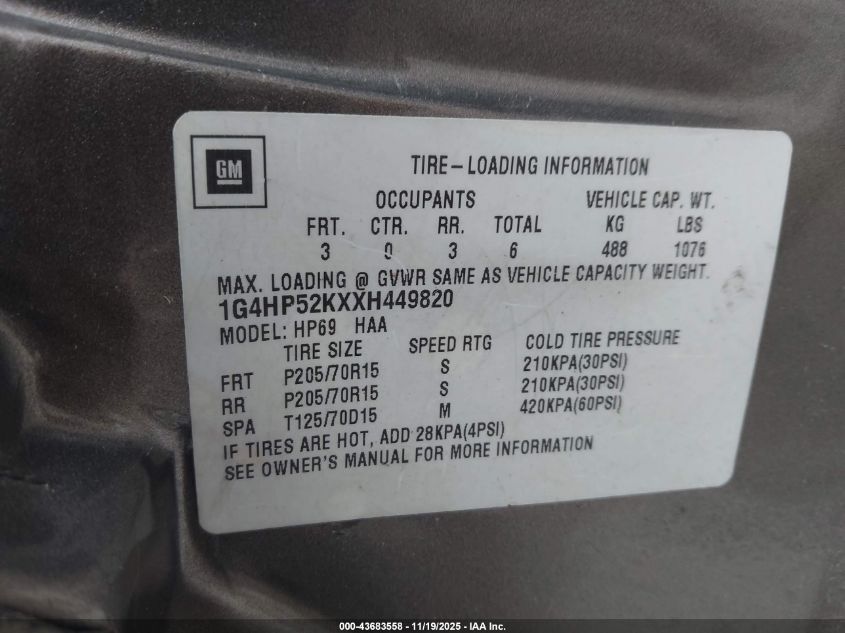 GM
TIRE-LOADING INFORMATION
OCCUPANTS VEHICLE CAP. WT.
FRT. CTR. RR. TOTAL KG LBS
3 0 3 6 488 1076
MAX. LOADING @ GVWR SAME AS VEHICLE CAPACITY WEIGHT.
1G4HP52KXXH449820
MODEL: HP69 HAA
TIRE SIZE SPEED RTG COLD TIRE PRESSURE
FRT P205/70R15 S 210KPA(30PSI)
RR P205/70R15 S 210KPA(30PSI)
SPA T125/70D15 M 420KPA(60PSI)
IF TIRES ARE HOT, ADD 28KPA(4PSI)
SEE OWNER'S MANUAL FOR MORE INFORMATION
000-43683558 - 11/19/2025 - IAA Inc.